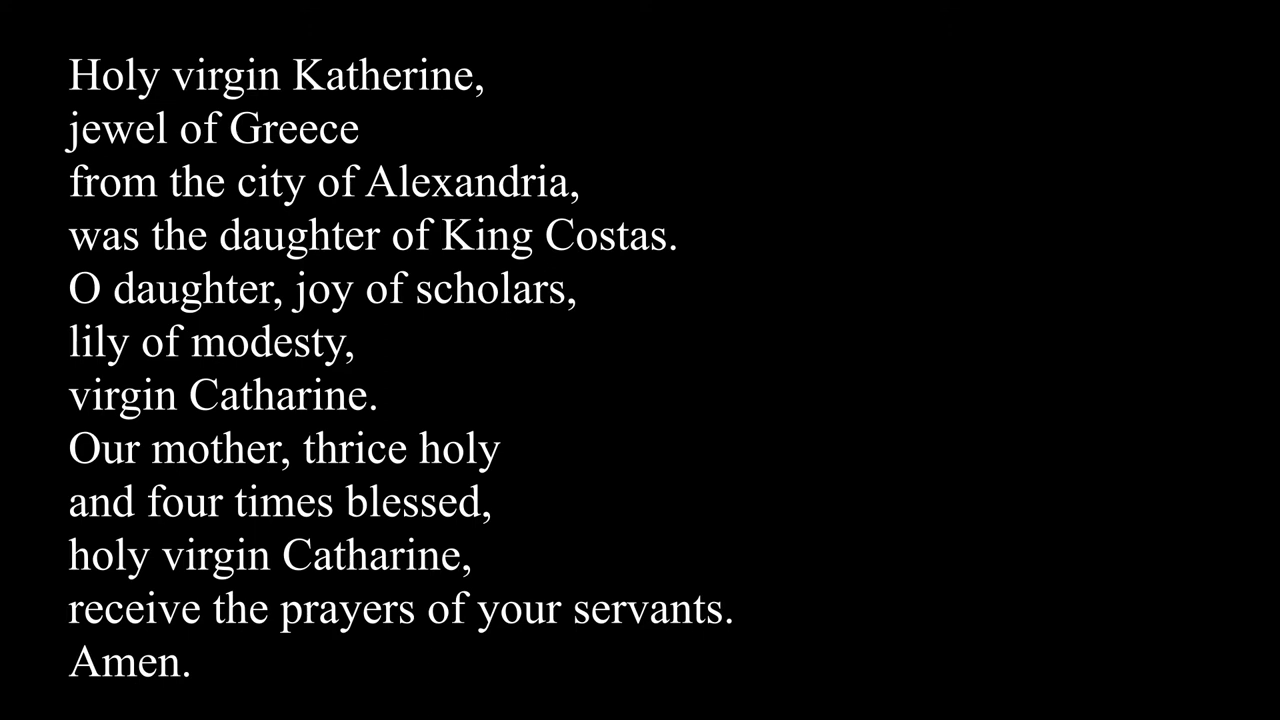 Holy virgin Katherine,
jewel of Greece
from the city of Alexandria,
was the daughter of King Costas.
O daughter, joy of scholars,
lily of modesty,
virgin Catharine.
Our mother, thrice holy
and four times blessed,
holy virgin Catharine,
receive the prayers of your servants.
Amen.